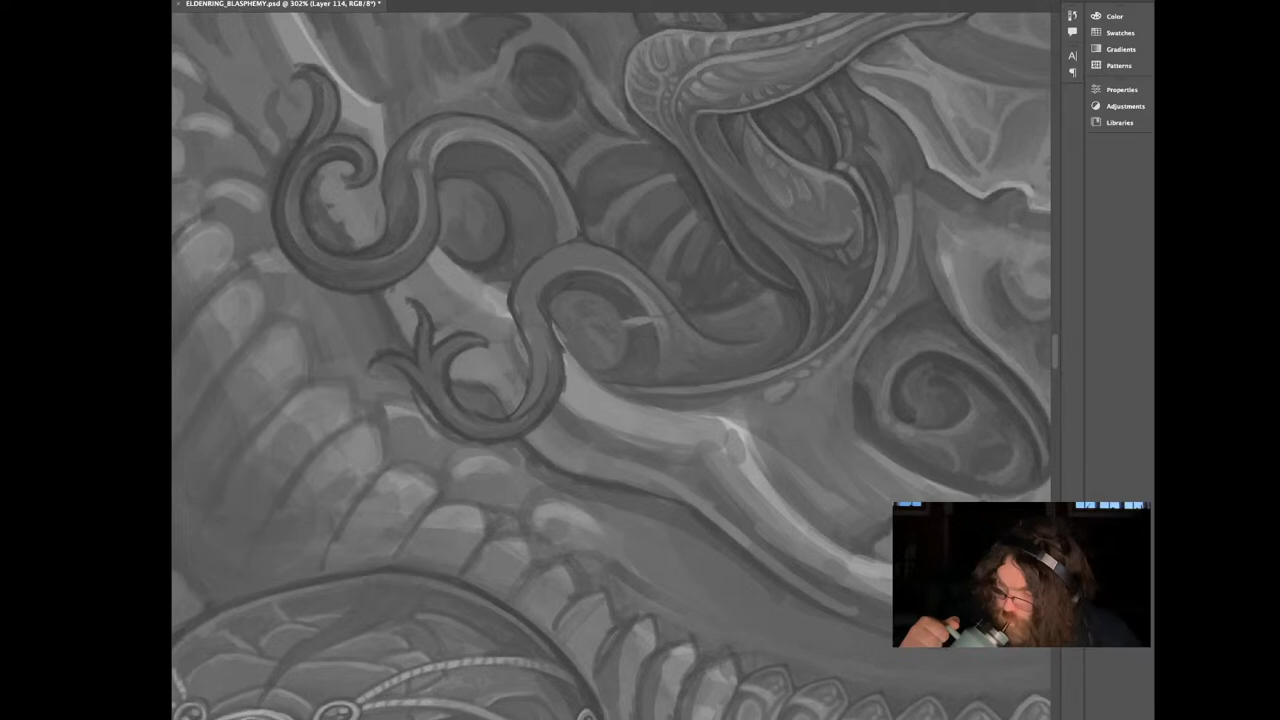 × ELDENRING_BLASPHEMY.psd @ 302% (Layer 114, RGB/8*) *
Color
Swatches
A| Gradients
¶ Patterns
Properties
Adjustments
Libraries